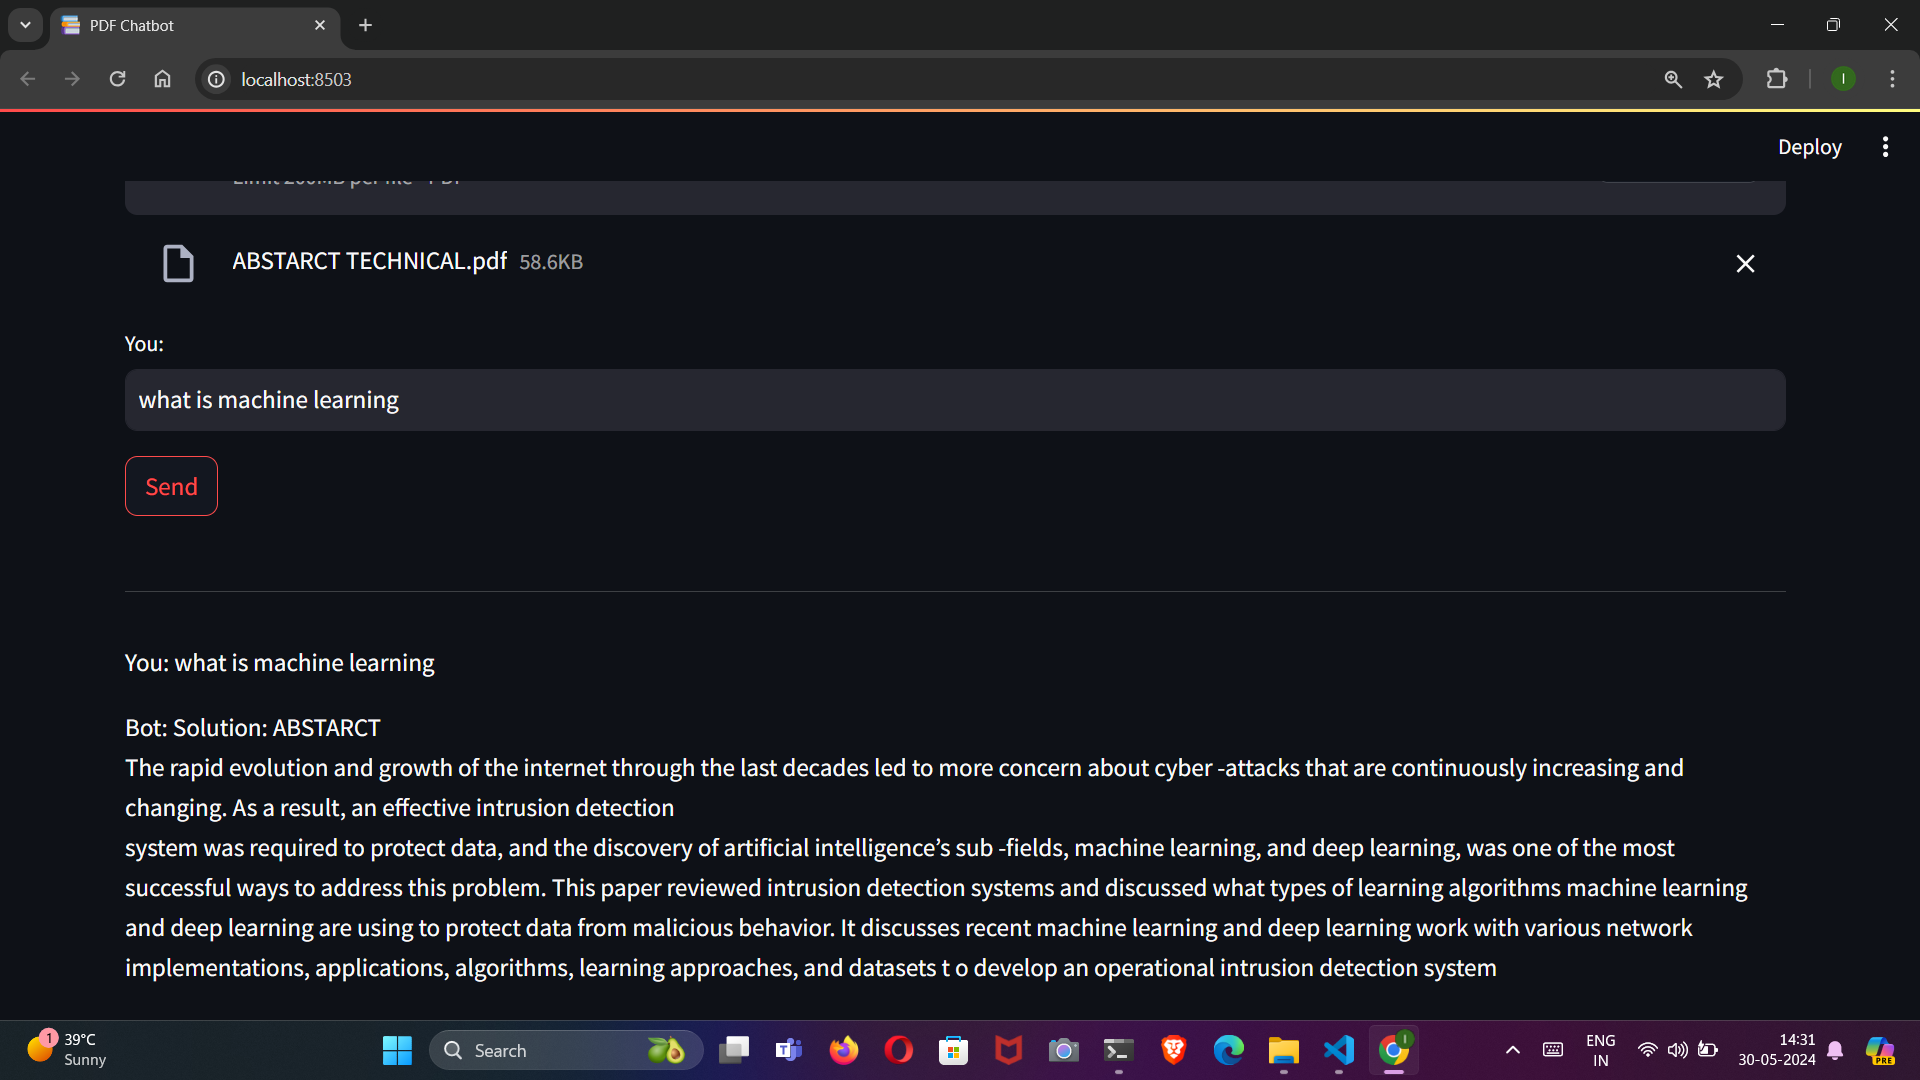 PDF Chatbot
localhost:8503
I
Deploy
Limit 200MB per file • PDF
ABSTARCT TECHNICAL.pdf 58.6KB
You:
what is machine learning
Send
You: what is machine learning
Bot: Solution: ABSTARCT
The rapid evolution and growth of the internet through the last decades led to more concern about cyber -attacks that are continuously increasing and
changing. As a result, an effective intrusion detection
system was required to protect data, and the discovery of artificial intelligence’s sub -fields, machine learning, and deep learning, was one of the most
successful ways to address this problem. This paper reviewed intrusion detection systems and discussed what types of learning algorithms machine learning
and deep learning are using to protect data from malicious behavior. It discusses recent machine learning and deep learning work with various network
implementations, applications, algorithms, learning approaches, and datasets t o develop an operational intrusion detection system
1
39°C
Sunny
Search
T
I
ENG
IN
14:31
30-05-2024
PRE